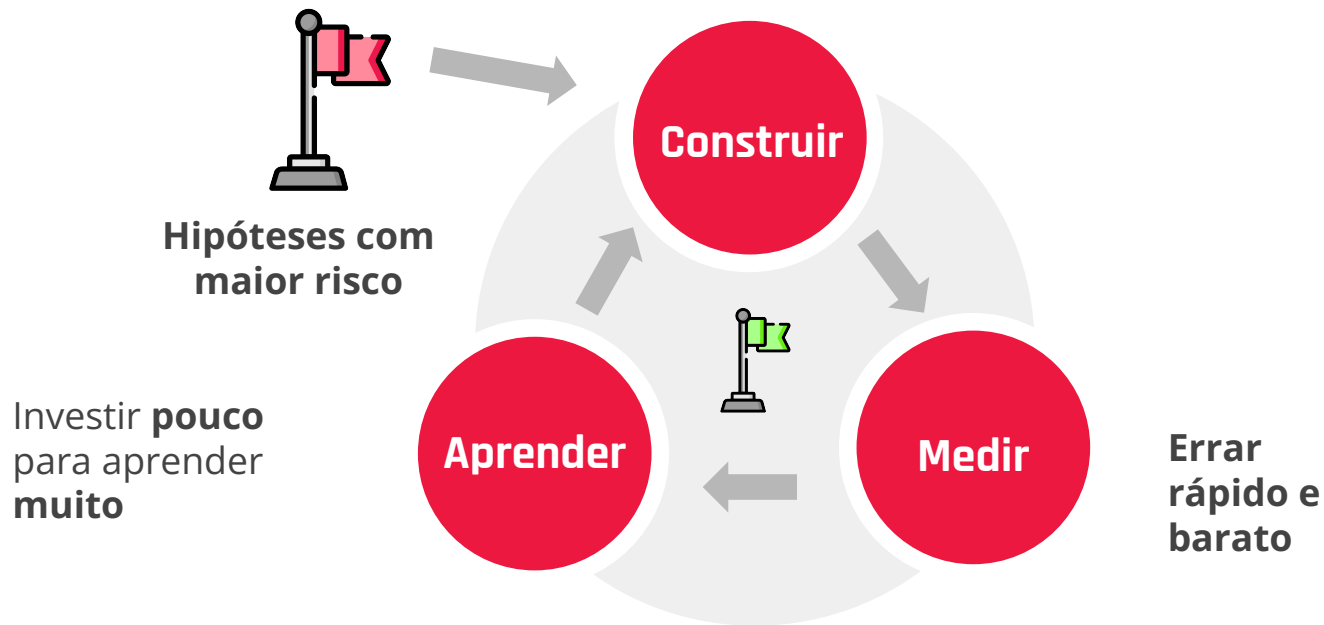 Construir
Hipóteses com
maior risco
Investir pouco
para aprender
muito
Aprender
Medir
Errar
rápido e
barato